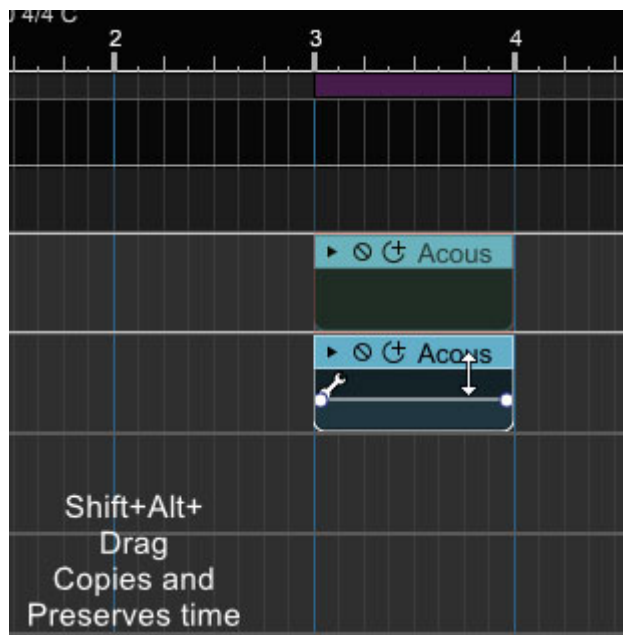 4/4 C
2 3 4
Acous
Acous
Shift+Alt+
Drag
Copies and
Preserves time